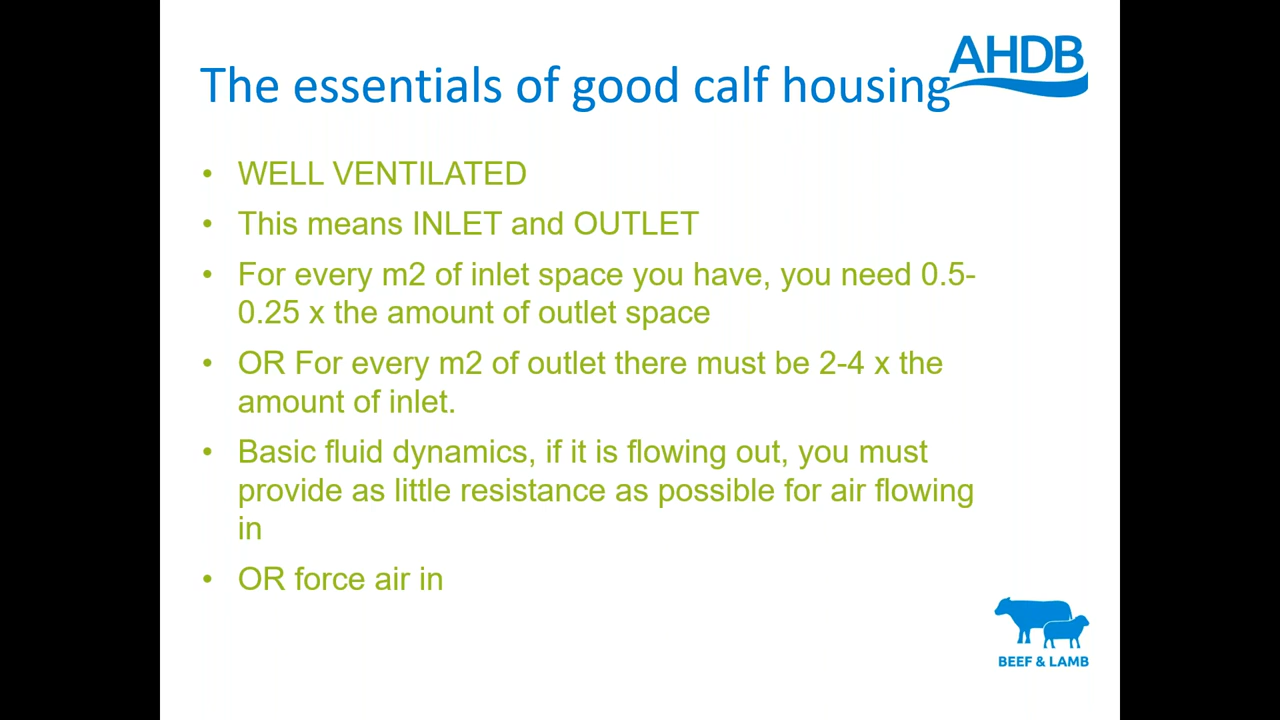 The essentials of good calf housing
AHDB
• WELL VENTILATED
• This means INLET and OUTLET
• For every m2 of inlet space you have, you need 0.5-
0.25 x the amount of outlet space
• OR For every m2 of outlet there must be 2-4 x the
amount of inlet.
• Basic fluid dynamics, if it is flowing out, you must
provide as little resistance as possible for air flowing
in
• OR force air in
BEEF & LAMB